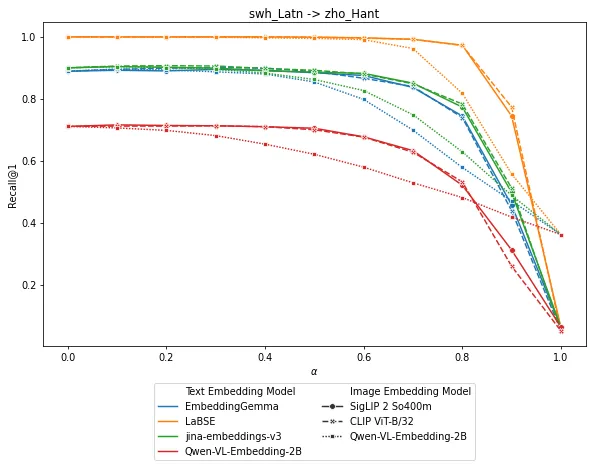 swh_Latn -> zho_Hant
1.0
0.8
0.6
0.4
0.2
Recall@1
0.0 0.2 0.4 0.6 0.8 1.0
α
Text Embedding Model Image Embedding Model
EmbeddingGemma SigLIP 2 So400m
LaBSE CLIP ViT-B/32
jina-embeddings-v3 Qwen-VL-Embedding-2B
Qwen-VL-Embedding-2B